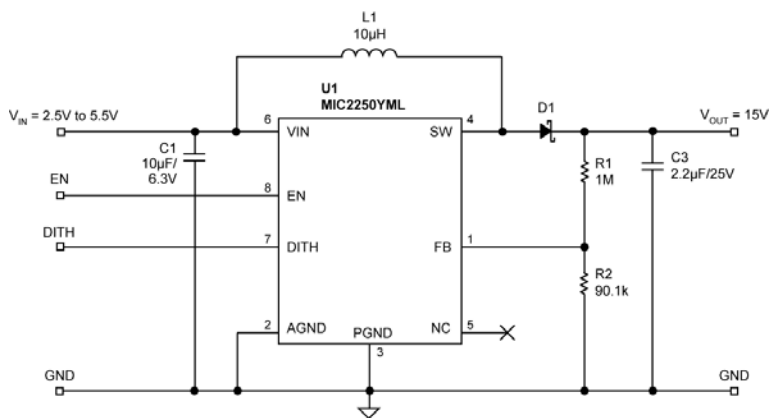 L1
10µH
U1
MIC2250YML
VIN = 2.5V to 5.5V
6
VIN
SW
4
D1
VOUT = 15V
C1
10µF/
6.3V
R1
1M
C3
2.2µF/25V
EN
8
EN
DITH
7
DITH
FB
1
R2
90.1k
2
AGND
PGND
NC
5
3
GND
GND